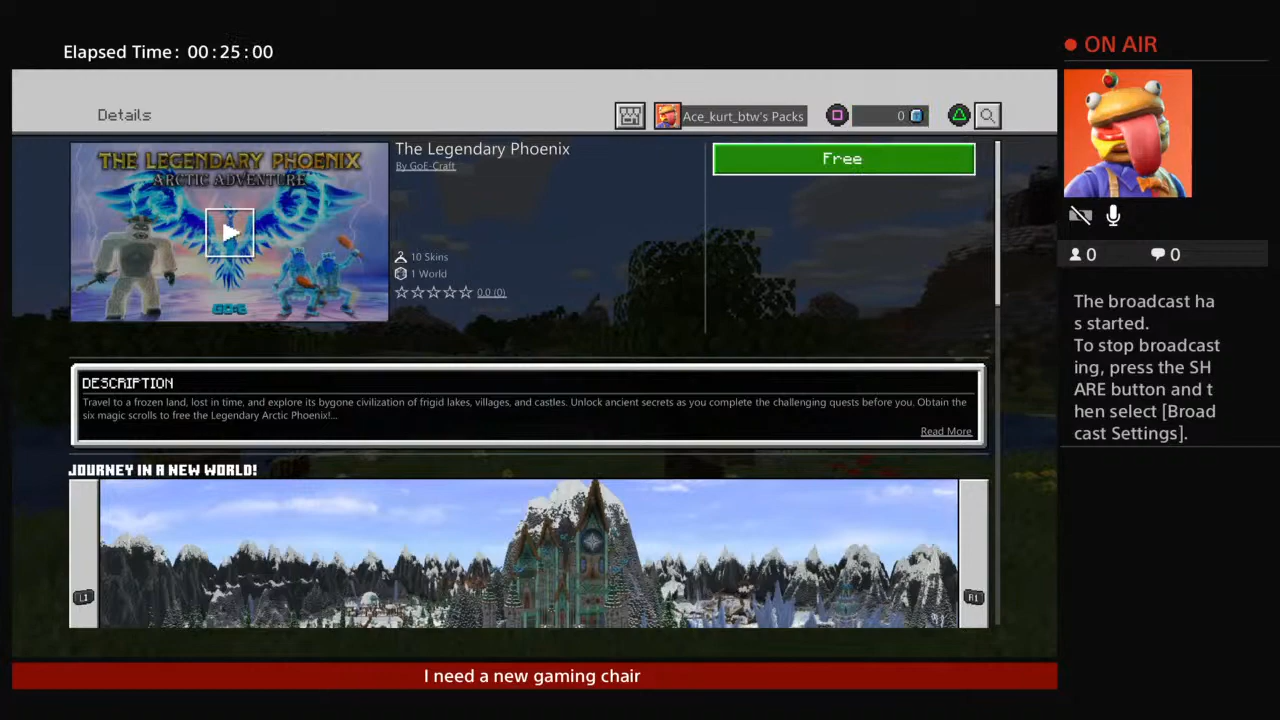 Elapsed Time: 00:25:00
ON AIR
Details
Ace_kurt_btw's Packs
0
THE LEGENDARY PHOENIX
ARCTIC ADVENTURE
GOE
The Legendary Phoenix
By GoE-Craft
10 Skins
1 World
0.0 (0)
Free
0
0
The broadcast ha
s started.
To stop broadcast
ing, press the SH
ARE button and t
hen select [Broad
cast Settings].
DESCRIPTION
Travel to a frozen land, lost in time, and explore its bygone civilization of frigid lakes, villages, and castles. Unlock ancient secrets as you complete the challenging quests before you. Obtain the
six magic scrolls to free the Legendary Arctic Phoenix!...
Read More
JOURNEY IN A NEW WORLD!
L1
R1
I need a new gaming chair